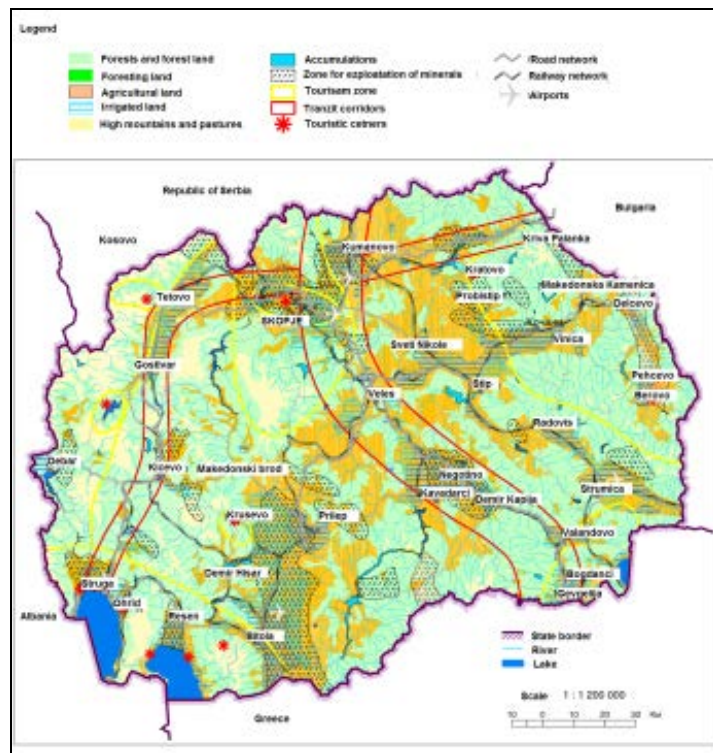 Legend
Forests and forest land
Foresting land
Agricultural land
Irrigated land
High mountains and pastures
Accumulations
Zone for exploatation of minerals
Tourisam zone
Tranzit corridors
Touristic cetners
Road network
Railway network
Airports
Republic of Serbia
Bulgaria
Kosovo
Kumanovo
Kriva Palanka
Kratovo
Makedonska Kamenica
Tetovo
Probistip
Delcevo
SKOPJE
Sveti Nikole
Vinica
Gostivar
Stip
Pehcevo
Veles
Berovo
Radovis
Debar
Kicevo
Makedonski brod
Negotino
Strumica
Kavadarci
Demir Kapija
Krusevo
Prilep
Valandovo
Demir Hisar
Bogdanci
Struga
Gevgelija
Albania
Ohrid
Resen
Bitola
State border
River
Lake
Greece
Scale 1 : 1 200 000
10 0 10 20 30 Km